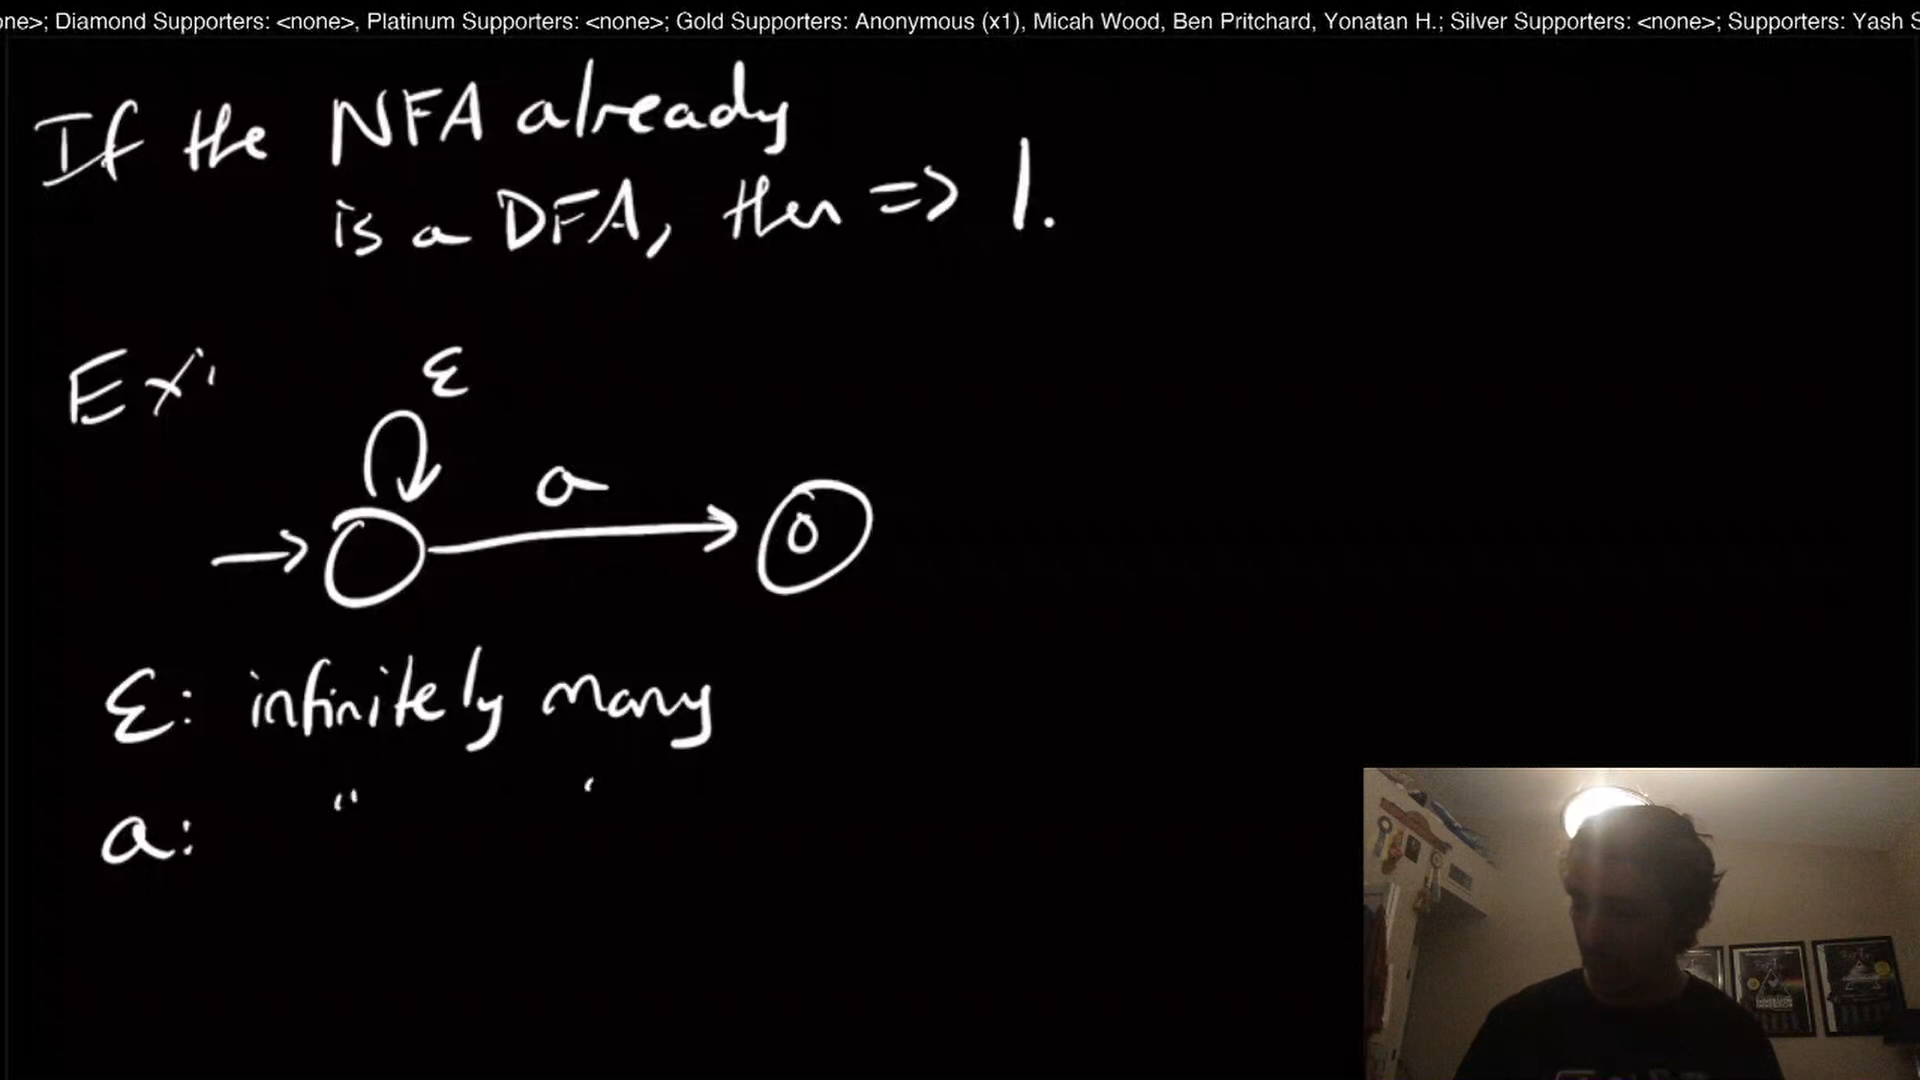 one>; Diamond Supporters: <none>, Platinum Supporters: <none>; Gold Supporters: Anonymous (x1), Micah Wood, Ben Pritchard, Yonatan H.; Silver Supporters: <none>; Supporters: Yash S
If the NFA already
is a DFA, then => 1.
Ex:
ε
a
ε: infinitely many
a: " '